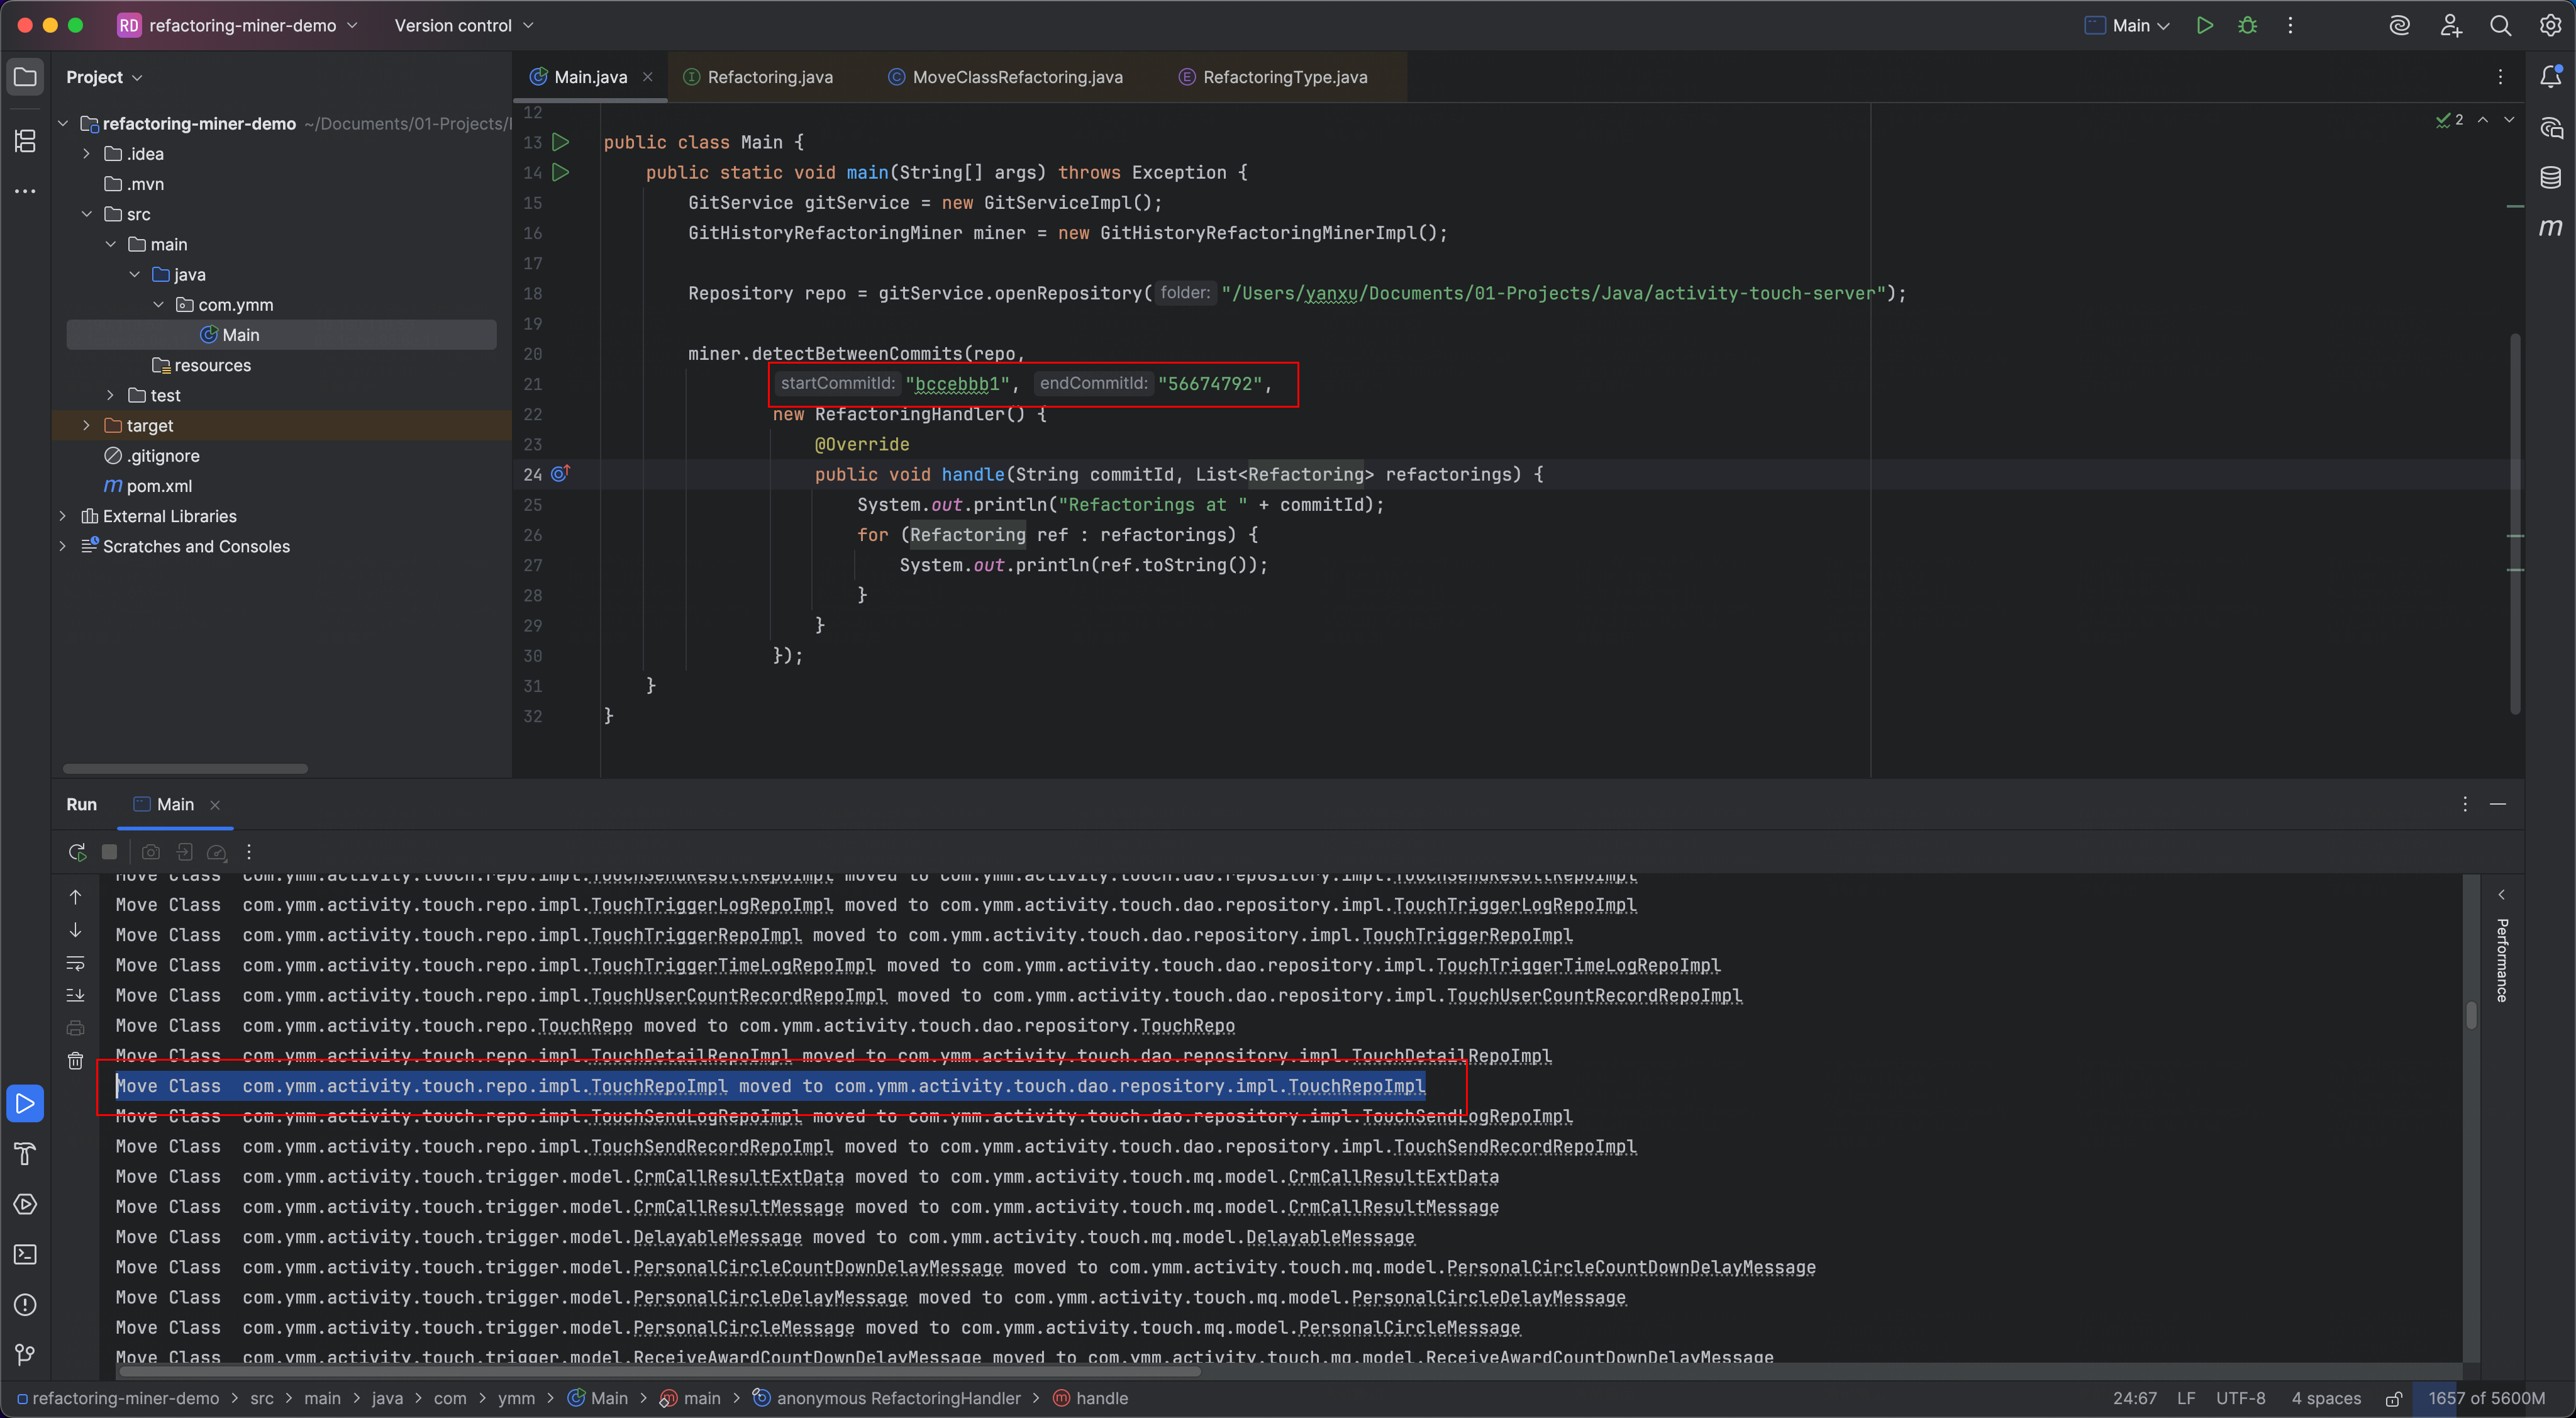 RD refactoring-miner-demo Version control Main
Project
Main.java Refactoring.java MoveClassRefactoring.java RefactoringType.java
refactoring-miner-demo ~/Documents/01-Projects/
.idea
.mvn
src
main
java
com.ymm
Main
resources
test
target
.gitignore
pom.xml
External Libraries
Scratches and Consoles
2
12
13 public class Main {
14 public static void main(String[] args) throws Exception {
15 GitService gitService = new GitServiceImpl();
16 GitHistoryRefactoringMiner miner = new GitHistoryRefactoringMinerImpl();
17
18 Repository repo = gitService.openRepository( folder: "/Users/yanxu/Documents/01-Projects/Java/activity-touch-server");
19
20 miner.detectBetweenCommits(repo,
21 startCommitId: "bccebbb1", endCommitId: "56674792",
22 new RefactoringHandler() {
23 @Override
24 public void handle(String commitId, List<Refactoring> refactorings) {
25 System.out.println("Refactorings at " + commitId);
26 for (Refactoring ref : refactorings) {
27 System.out.println(ref.toString());
28 }
29 }
30 });
31 }
32 }
Run Main
Move Class com.ymm.activity.touch.repo.impl.TouchSendResultRepoImpl moved to com.ymm.activity.touch.dao.repository.impl.TouchSendResultRepoImpl
Move Class com.ymm.activity.touch.repo.impl.TouchTriggerLogRepoImpl moved to com.ymm.activity.touch.dao.repository.impl.TouchTriggerLogRepoImpl
Move Class com.ymm.activity.touch.repo.impl.TouchTriggerRepoImpl moved to com.ymm.activity.touch.dao.repository.impl.TouchTriggerRepoImpl
Move Class com.ymm.activity.touch.repo.impl.TouchTriggerTimeLogRepoImpl moved to com.ymm.activity.touch.dao.repository.impl.TouchTriggerTimeLogRepoImpl
Move Class com.ymm.activity.touch.repo.impl.TouchUserCountRecordRepoImpl moved to com.ymm.activity.touch.dao.repository.impl.TouchUserCountRecordRepoImpl
Move Class com.ymm.activity.touch.repo.TouchRepo moved to com.ymm.activity.touch.dao.repository.TouchRepo
Move Class com.ymm.activity.touch.repo.impl.TouchDetailRepoImpl moved to com.ymm.activity.touch.dao.repository.impl.TouchDetailRepoImpl
Move Class com.ymm.activity.touch.repo.impl.TouchRepoImpl moved to com.ymm.activity.touch.dao.repository.impl.TouchRepoImpl
Move Class com.ymm.activity.touch.repo.impl.TouchSendLogRepoImpl moved to com.ymm.activity.touch.dao.repository.impl.TouchSendLogRepoImpl
Move Class com.ymm.activity.touch.repo.impl.TouchSendRecordRepoImpl moved to com.ymm.activity.touch.dao.repository.impl.TouchSendRecordRepoImpl
Move Class com.ymm.activity.touch.trigger.model.CrmCallResultExtData moved to com.ymm.activity.touch.mq.model.CrmCallResultExtData
Move Class com.ymm.activity.touch.trigger.model.CrmCallResultMessage moved to com.ymm.activity.touch.mq.model.CrmCallResultMessage
Move Class com.ymm.activity.touch.trigger.model.DelayableMessage moved to com.ymm.activity.touch.mq.model.DelayableMessage
Move Class com.ymm.activity.touch.trigger.model.PersonalCircleCountDownDelayMessage moved to com.ymm.activity.touch.mq.model.PersonalCircleCountDownDelayMessage
Move Class com.ymm.activity.touch.trigger.model.PersonalCircleDelayMessage moved to com.ymm.activity.touch.mq.model.PersonalCircleDelayMessage
Move Class com.ymm.activity.touch.trigger.model.PersonalCircleMessage moved to com.ymm.activity.touch.mq.model.PersonalCircleMessage
Move Class com.ymm.activity.touch.trigger.model.ReceiveAwardCountDownDelayMessage moved to com.ymm.activity.touch.mq.model.ReceiveAwardCountDownDelayMessage
Performance
refactoring-miner-demo src main java com ymm Main main anonymous RefactoringHandler handle 24:67 LF UTF-8 4 spaces 1657 of 5600M